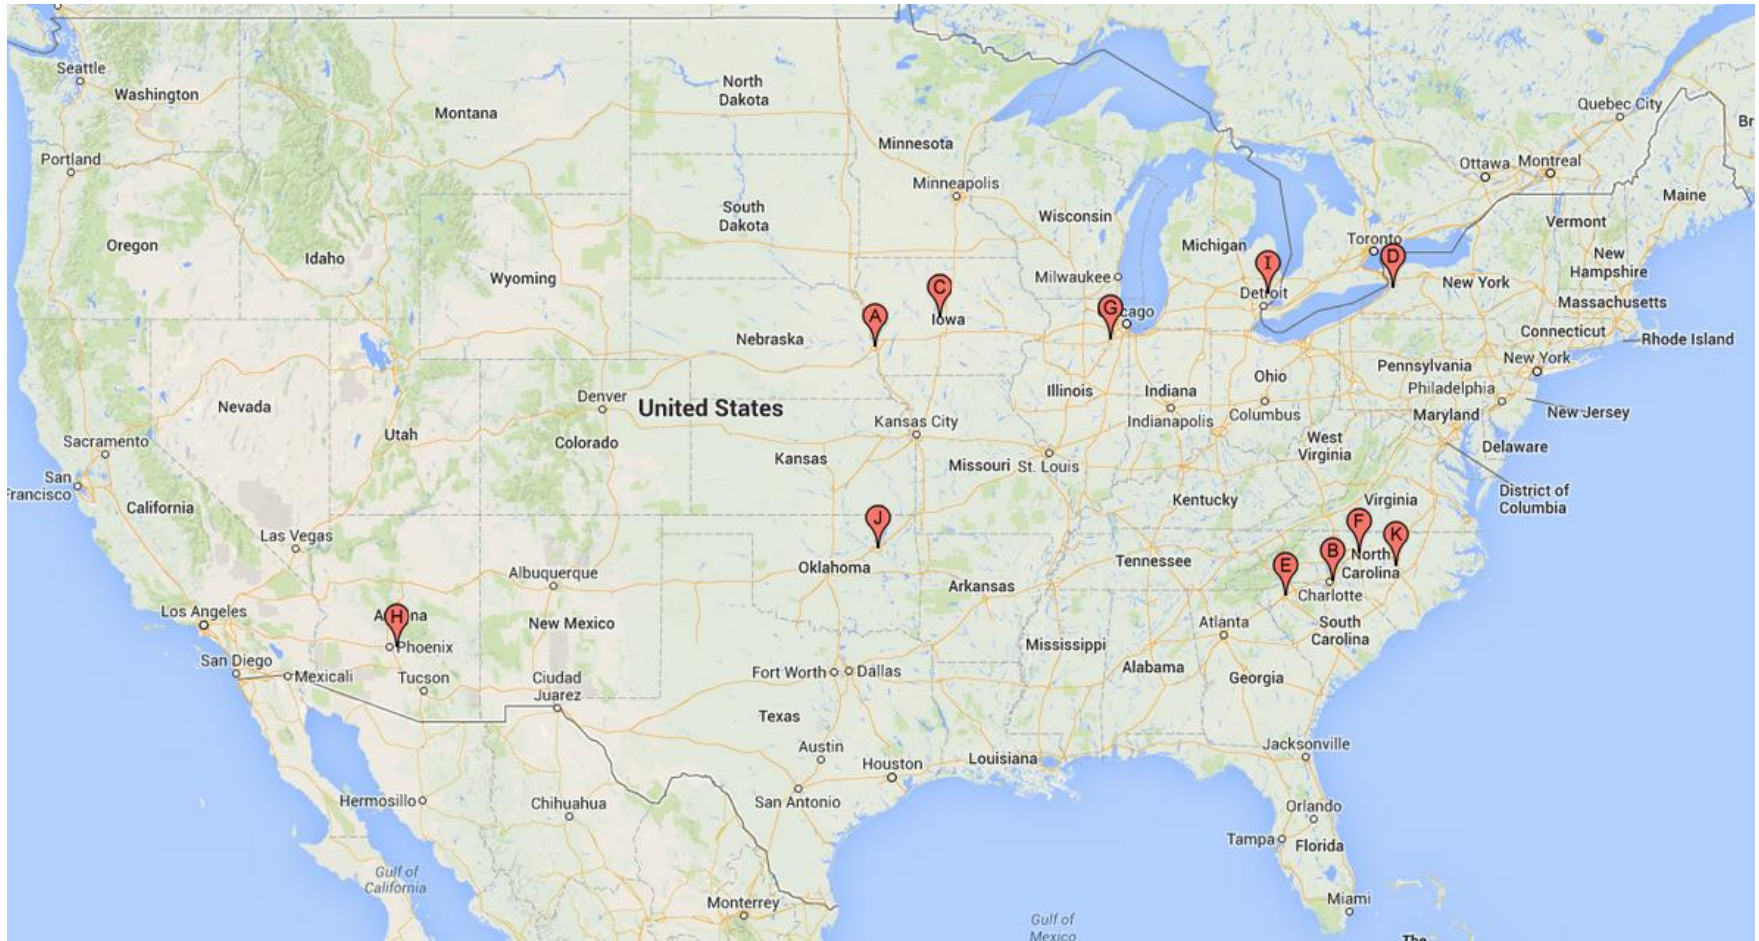 Quebec City
Seattle
Washington
North
Dakota
Montana
Br
Minnesota
Portland
Ottawa
Montreal
Minneapolis
Maine
South
Dakota
Wisconsin
Vermont
Oregon
Idaho
Michigan
Toronto
New
Hampshire
D
I
Wyoming
Milwaukee
New York
C
Detroit
Massachusetts
G
cago
A
Iowa
Connecticut
Nebraska
Rhode Island
New York
Pennsylvania
Ohio
Illinois
Indiana
Philadelphia
Denver
United States
Nevada
Maryland
New Jersey
Columbus
Indianapolis
Kansas City
Utah
Sacramento
Colorado
West
Virginia
Delaware
Kansas
Missouri
St. Louis
San
Francisco
District of
Columbia
Kentucky
Virginia
California
J
F
K
Las Vegas
North
Carolina
B
Tennessee
E
Oklahoma
Albuquerque
Arkansas
Charlotte
Los Angeles
H
A
na
New Mexico
Atlanta
South
Carolina
Phoenix
Mississippi
San Diego
Alabama
Fort Worth
Dallas
Mexicali
Tucson
Ciudad
Juarez
Georgia
Texas
Austin
Jacksonville
Louisiana
Houston
Hermosillo
Chihuahua
San Antonio
Orlando
Tampa
Florida
Gulf of
California
Miami
Monterrey
Gulf of
Mexico
The